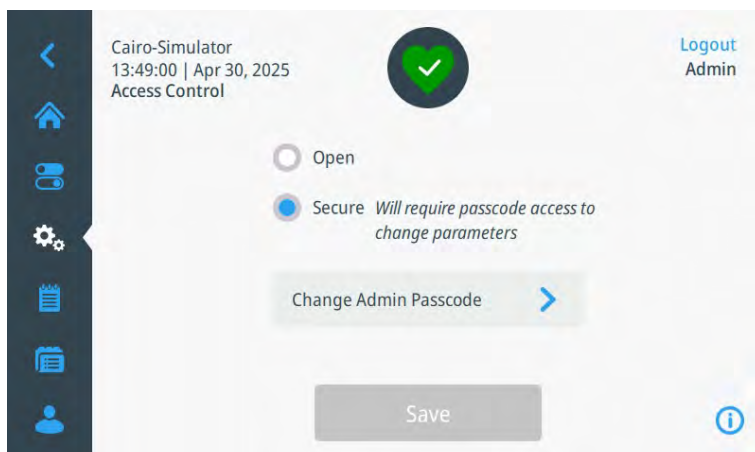 Cairo-Simulator
13:49:00 | Apr 30, 2025
Access Control
Logout
Admin
Open
Secure Will require passcode access to
change parameters
Change Admin Passcode
Save